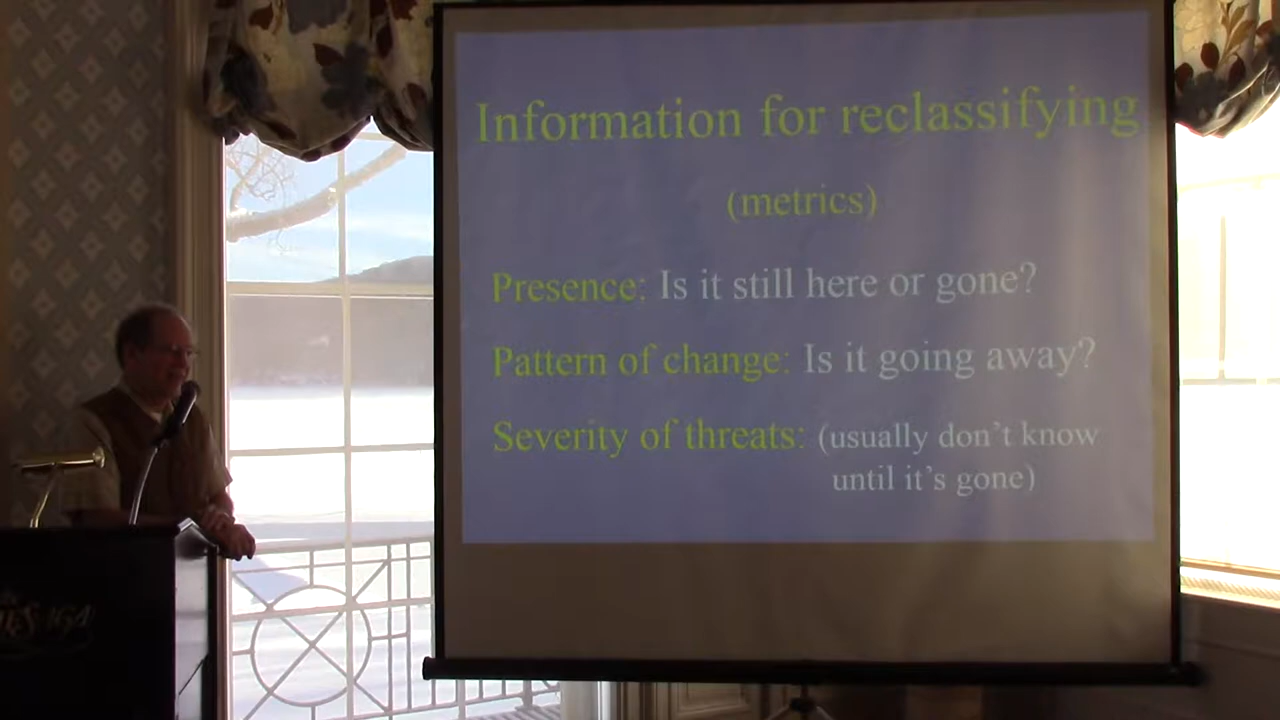 Information for reclassifying
(metrics)
Presence: Is it still here or gone?
Pattern of change: Is it going away?
Severity of threats: (usually don't know
until it's gone)